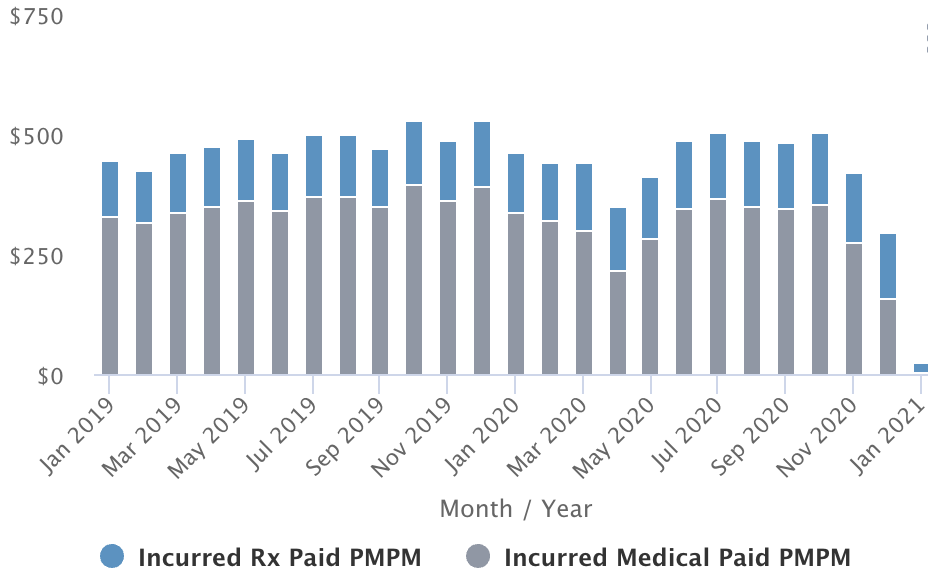 $750
$500
$250
$0
Jan 2019
Mar 2019
May 2019
Jul 2019
Sep 2019
Nov 2019
Jan 2020
Mar 2020
May 2020
Jul 2020
Sep 2020
Nov 2020
Jan 2021
Month / Year
Incurred Rx Paid PMPM
Incurred Medical Paid PMPM